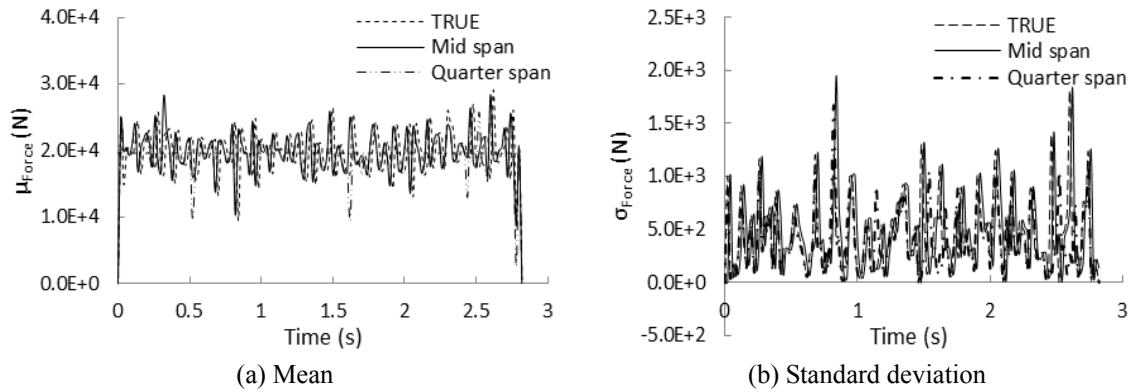 4.0E+4
3.0E+4
2.0E+4
1.0E+4
0.0E+0
μForce (N)
TRUE
Mid span
Quarter span
0 0.5 1 1.5 2 2.5 3
Time (s)
(a) Mean
2.5E+3
2.0E+3
1.5E+3
1.0E+3
5.0E+2
0.0E+0
-5.0E+2
σForce (N)
TRUE
Mid span
Quarter span
0 1 2 3
Time (s)
(b) Standard deviation